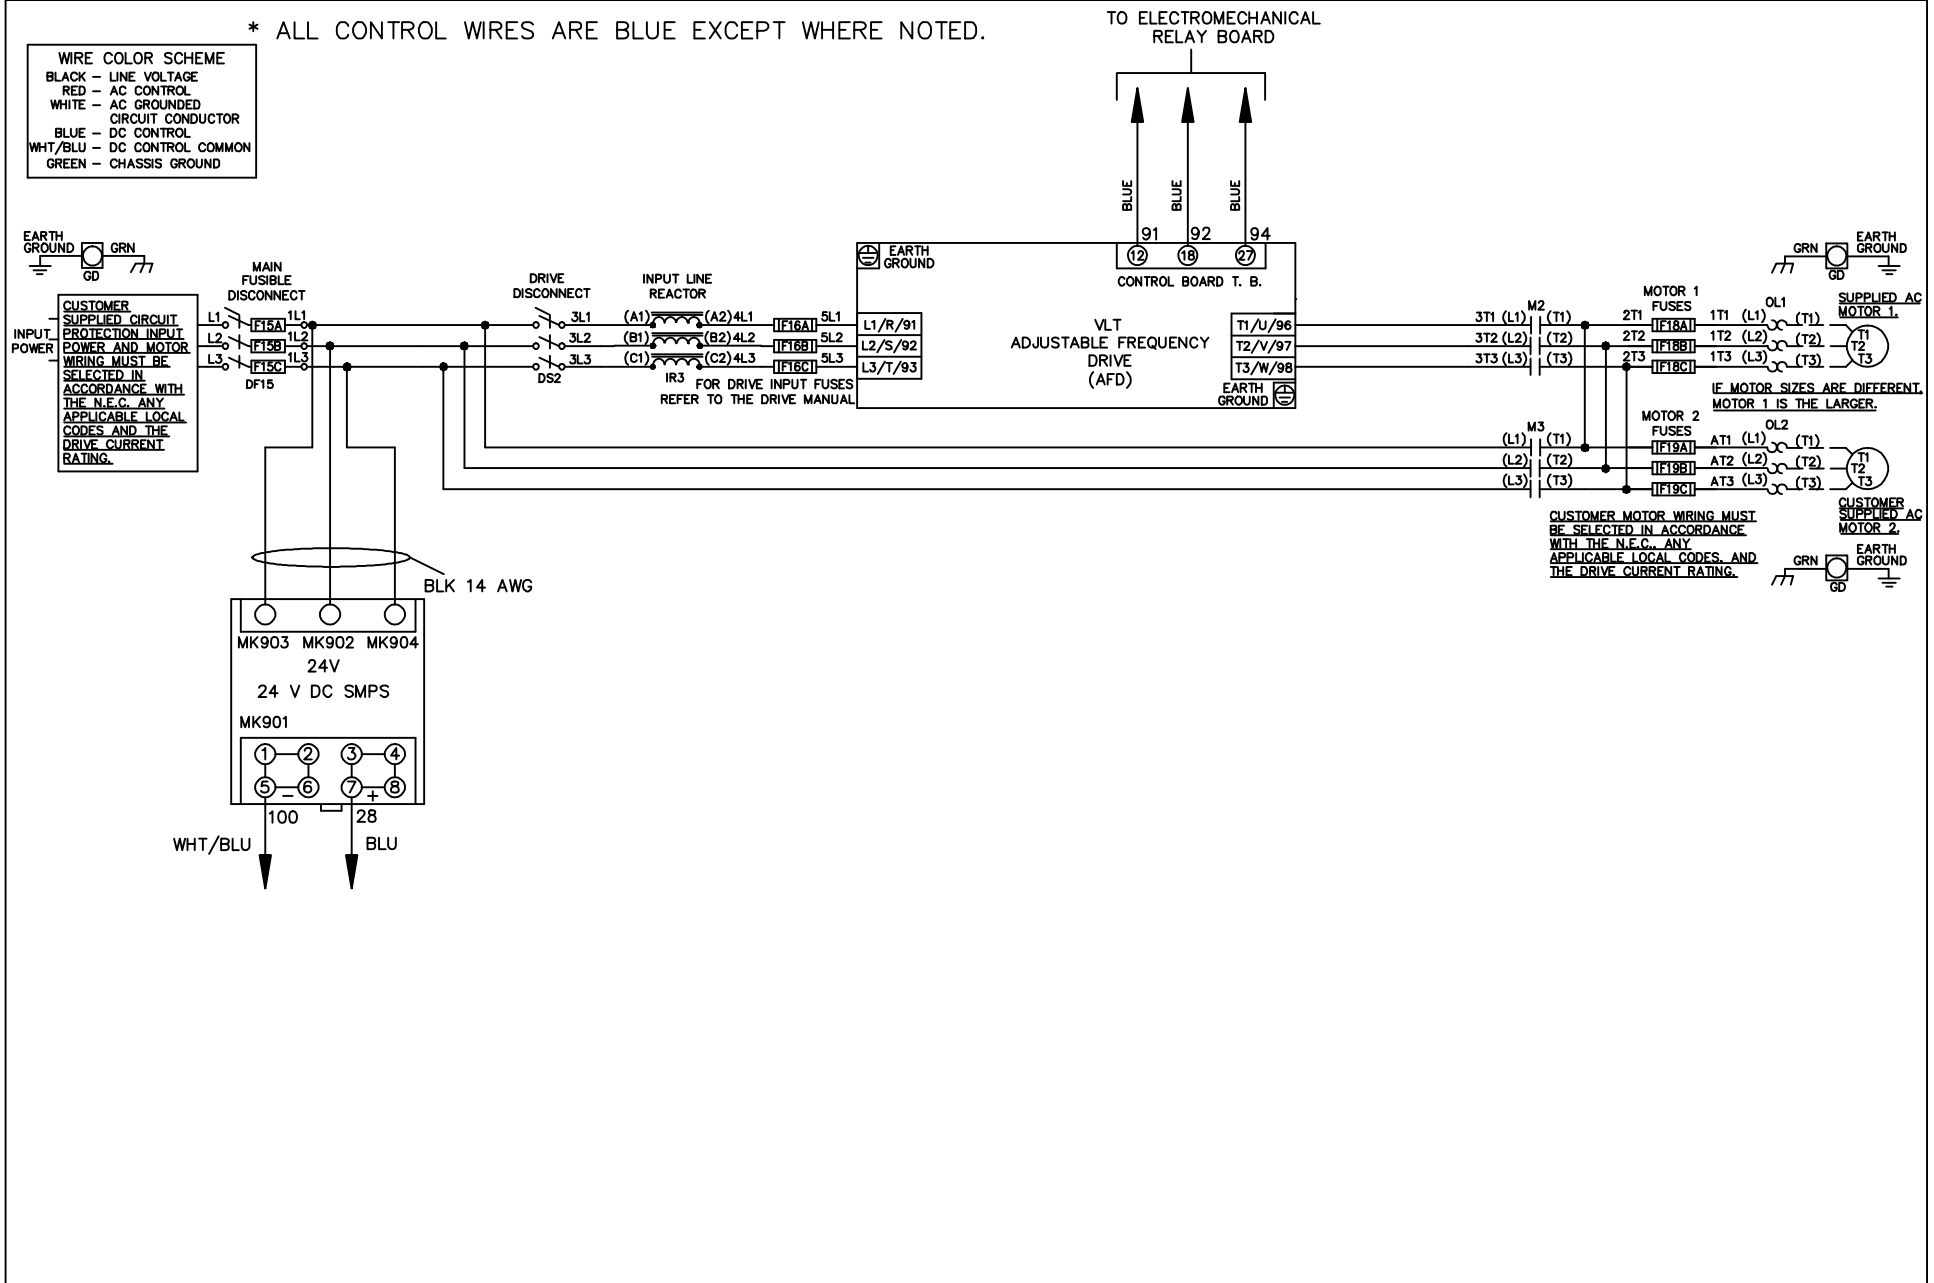 * ALL CONTROL WIRES ARE BLUE EXCEPT WHERE NOTED.
WIRE COLOR SCHEME
BLACK – LINE VOLTAGE
RED – AC CONTROL
WHITE – AC GROUNDED
CIRCUIT CONDUCTOR
BLUE – DC CONTROL
WHT/BLU – DC CONTROL COMMON
GREEN – CHASSIS GROUND
TO ELECTROMECHANICAL
RELAY BOARD
BLUE
BLUE
BLUE
91
92
94
12
18
27
CONTROL BOARD T. B.
EARTH
GROUND
GRN
GD
INPUT
POWER
CUSTOMER
SUPPLIED CIRCUIT
PROTECTION INPUT
POWER AND MOTOR
WIRING MUST BE
SELECTED IN
ACCORDANCE WITH
THE N.E.C. ANY
APPLICABLE LOCAL
CODES AND THE
DRIVE CURRENT
RATING.
MAIN
FUSIBLE
DISCONNECT
L1 F15A 1L1
L2 F15B 1L2
L3 F15C 1L3
DF15
DRIVE
DISCONNECT
3L1
3L2
3L3
DS2
INPUT LINE
REACTOR
(A1) (A2) 4L1
(B1) (B2) 4L2
(C1) (C2) 4L3
IR3
F16A 5L1
F16B 5L2
F16C 5L3
FOR DRIVE INPUT FUSES
REFER TO THE DRIVE MANUAL
EARTH
GROUND
L1/R/91
L2/S/92
L3/T/93
VLT
ADJUSTABLE FREQUENCY
DRIVE
(AFD)
T1/U/96
T2/V/97
T3/W/98
EARTH
GROUND
M2
3T1 (L1) (T1)
3T2 (L2) (T2)
3T3 (L3) (T3)
MOTOR 1
FUSES
2T1 F18A 1T1 (L1)
2T2 F18B 1T2 (L2)
2T3 F18C 1T3 (L3)
OL1
(T1)
(T2)
(T3)
T1
T2
T3
GRN
GD
EARTH
GROUND
SUPPLIED AC
MOTOR 1.
IF MOTOR SIZES ARE DIFFERENT,
MOTOR 1 IS THE LARGER.
M3
(L1) (T1)
(L2) (T2)
(L3) (T3)
MOTOR 2
FUSES
F19A AT1 (L1)
F19B AT2 (L2)
F19C AT3 (L3)
OL2
(T1)
(T2)
(T3)
T1
T2
T3
CUSTOMER
SUPPLIED AC
MOTOR 2.
CUSTOMER MOTOR WIRING MUST
BE SELECTED IN ACCORDANCE
WITH THE N.E.C., ANY
APPLICABLE LOCAL CODES, AND
THE DRIVE CURRENT RATING.
GRN
GD
EARTH
GROUND
BLK 14 AWG
MK903 MK902 MK904
24V
24 V DC SMPS
MK901
1 2 3 4
5 – 6 7 + 8
100
28
WHT/BLU
BLU